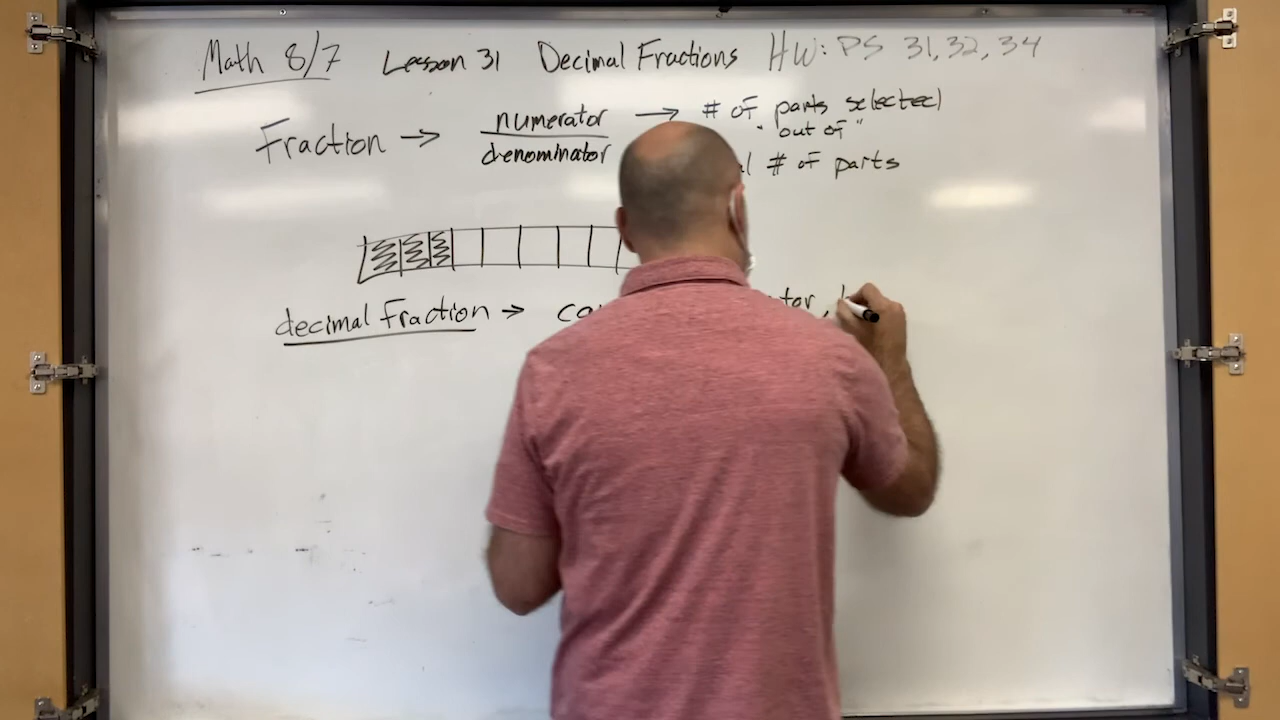 Math 8/7 Lesson 31 Decimal Fractions HW: PS 31, 32, 34
Fraction → numerator → # of parts selected
"out of"
denominator # of parts
decimal fraction →